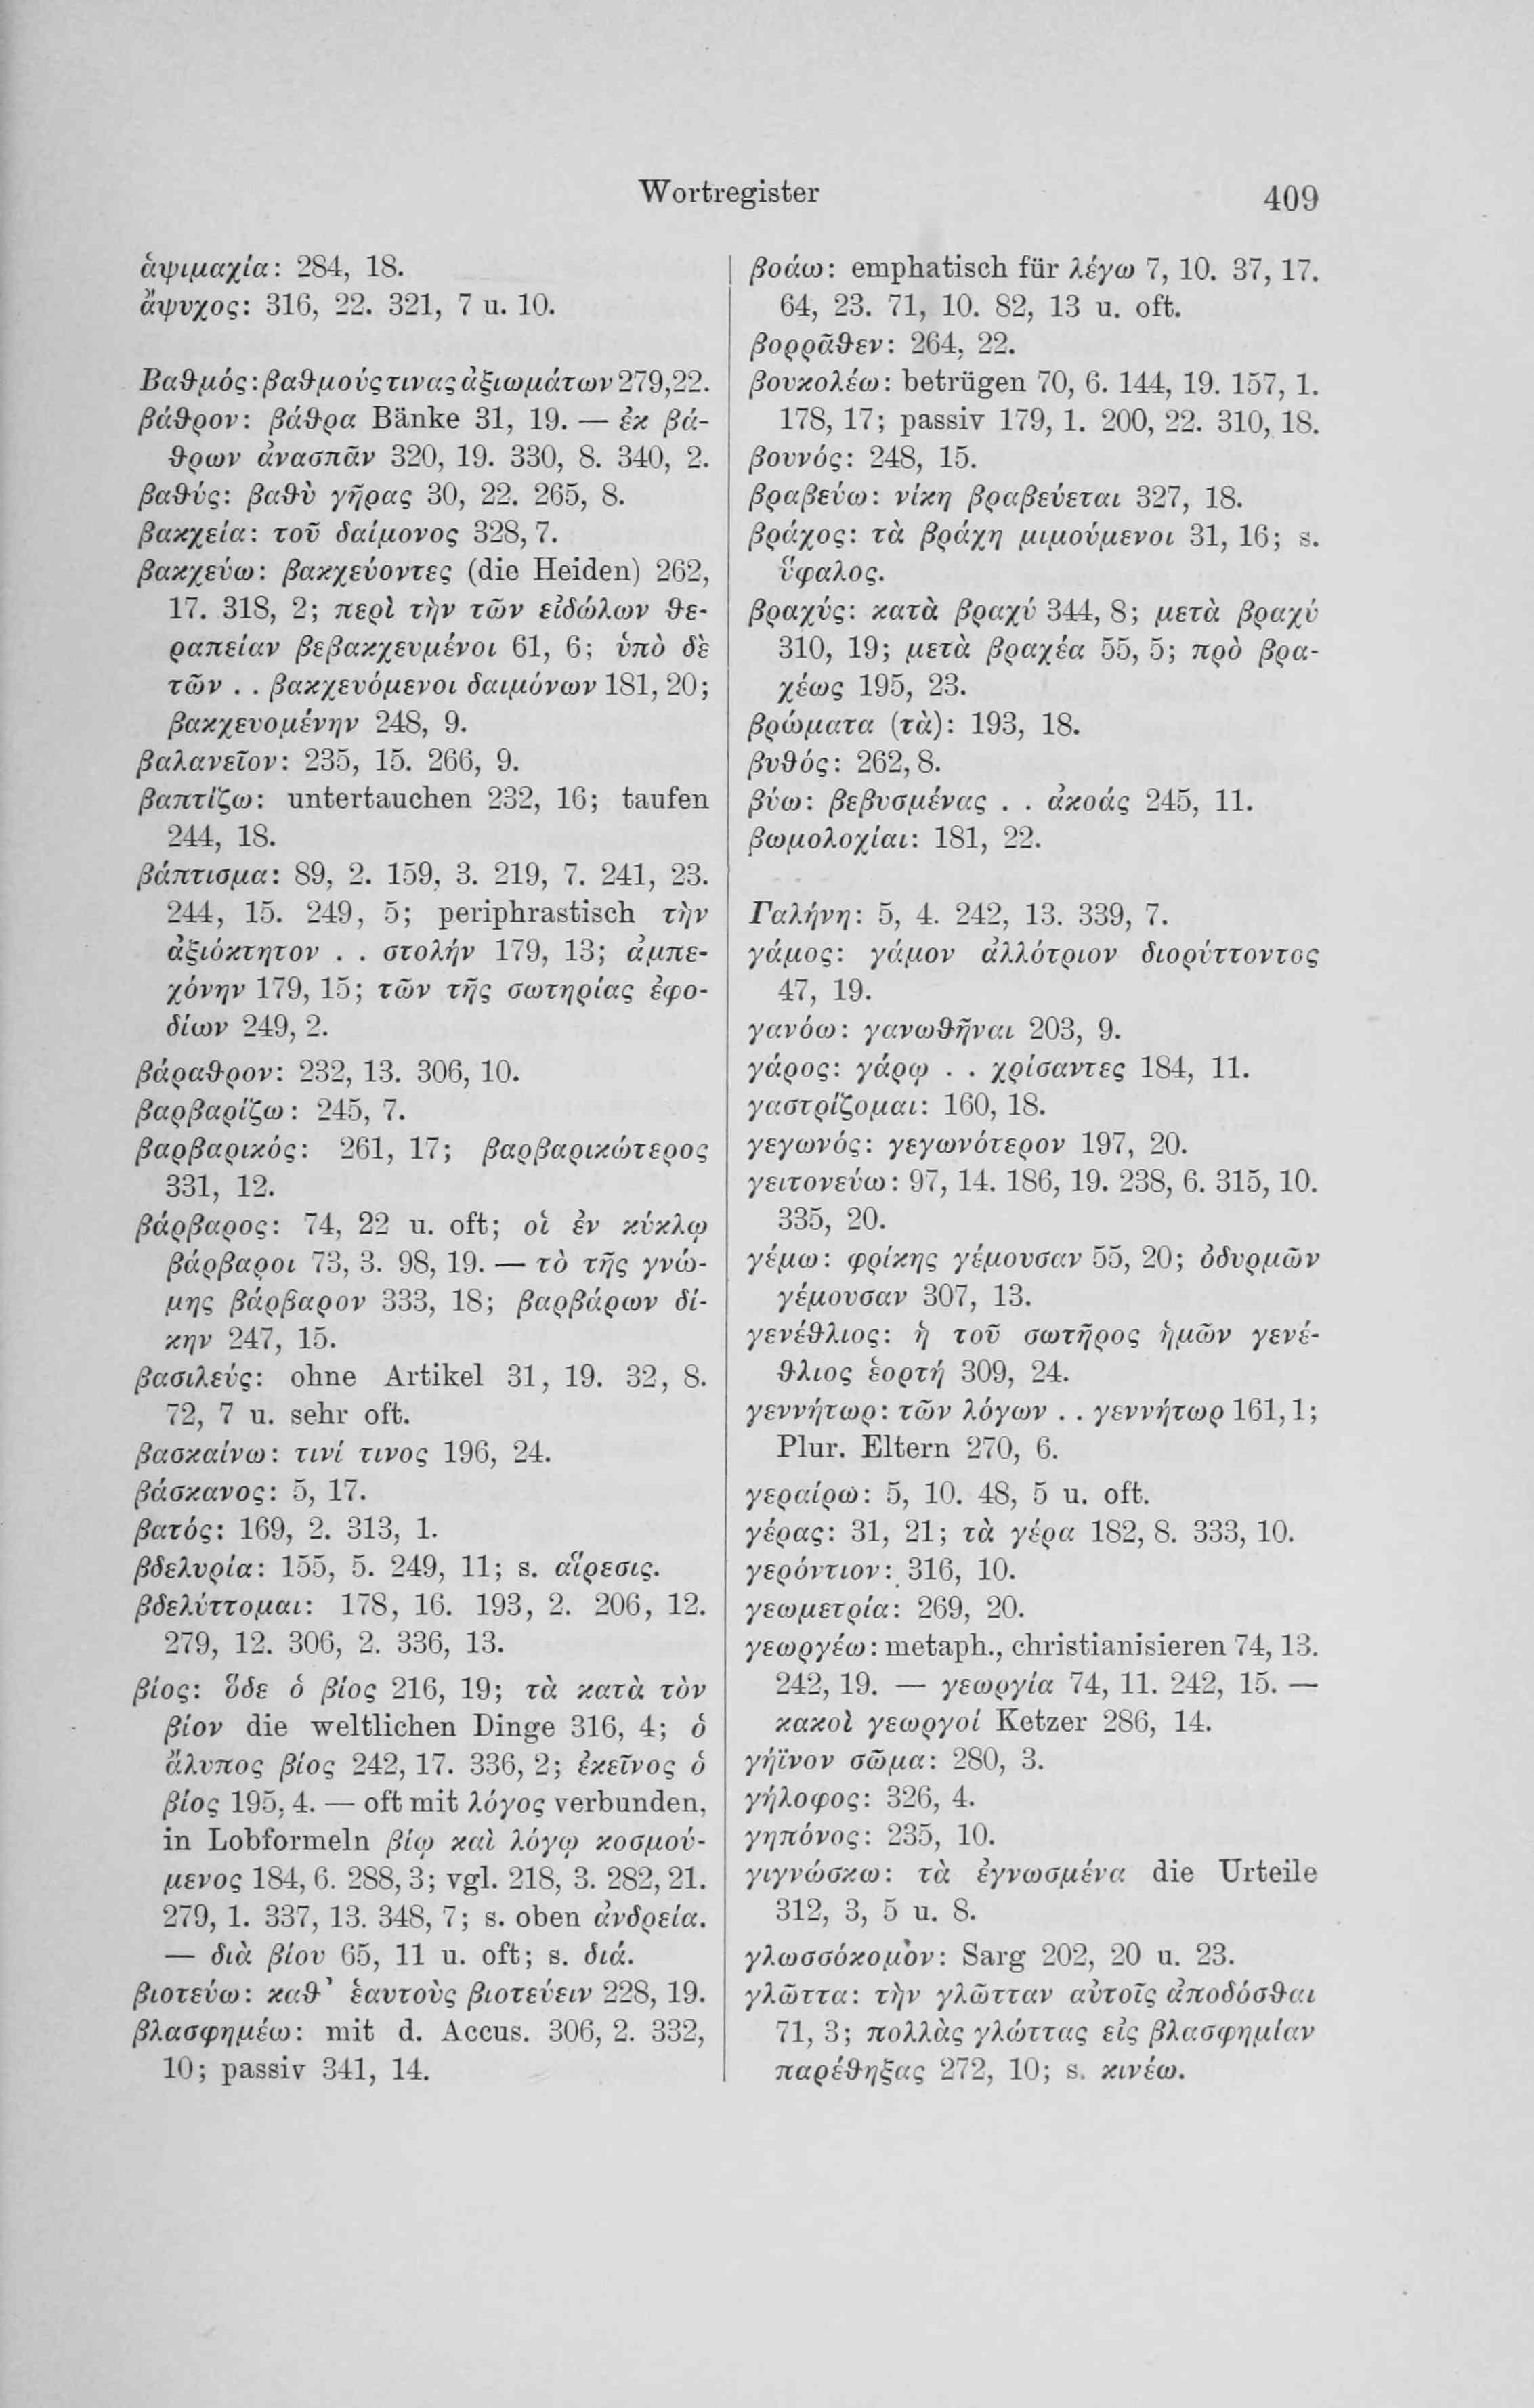 Wortregister
409
ἁψιμαχία: 284, 18.
ἄψυχος: 316, 22. 321, 7 u. 10.
Βαθμός: βαθμούς τινας ἀξιωμάτων 279,22.
βάθρον: βάθρα Bänke 31, 19. — ἐκ βά-
θρων ἀνασπᾶν 320, 19. 330, 8. 340, 2.
βαθύς: βαθὺ γῆρας 30, 22. 265, 8.
βακχεία: τοῦ δαίμονος 328, 7.
βακχεύω: βακχεύοντες (die Heiden) 262,
17. 318, 2; περὶ τὴν τῶν εἰδώλων θε-
ραπείαν βεβακχευμένοι 61, 6; ὑπὸ δὲ
τῶν . . βακχευόμενοι δαιμόνων 181, 20;
βακχευομένην 248, 9.
βαλανεῖον: 235, 15. 266, 9.
βαπτίζω: untertauchen 232, 16; taufen
244, 18.
βάπτισμα: 89, 2. 159, 3. 219, 7. 241, 23.
244, 15. 249, 5; periphrastisch τὴν
ἀξιόκτητον . . στολήν 179, 13; ἀμπε-
χόνην 179, 15; τῶν τῆς σωτηρίας ἐφο-
δίων 249, 2.
βάραθρον: 232, 13. 306, 10.
βαρβαρίζω: 245, 7.
βαρβαρικός: 261, 17; βαρβαρικώτερος
331, 12.
βάρβαρος: 74, 22 u. oft; οἱ ἐν κύκλῳ
βάρβαροι 73, 3. 98, 19. — τὸ τῆς γνώ-
μης βάρβαρον 333, 18; βαρβάρων δί-
κην 247, 15.
βασιλεύς: ohne Artikel 31, 19. 32, 8.
72, 7 u. sehr oft.
βασκαίνω: τινί τινος 196, 24.
βάσκανος: 5, 17.
βατός: 169, 2. 313, 1.
βδελυρία: 155, 5. 249, 11; s. αἵρεσις.
βδελύττομαι: 178, 16. 193, 2. 206, 12.
279, 12. 306, 2. 336, 13.
βίος: ὅδε ὁ βίος 216, 19; τὰ κατὰ τὸν
βίον die weltlichen Dinge 316, 4; ὁ
ἄλυπος βίος 242, 17. 336, 2; ἐκεῖνος ὁ
βίος 195, 4. — oft mit λόγος verbunden,
in Lobformeln βίῳ καὶ λόγῳ κοσμού-
μενος 184, 6. 288, 3; vgl. 218, 3. 282, 21.
279, 1. 337, 13. 348, 7; s. oben ἀνδρεία.
— διὰ βίου 65, 11 u. oft; s. διά.
βιοτεύω: καθ᾽ ἑαυτοὺς βιοτεύειν 228, 19.
βλασφημέω: mit d. Accus. 306, 2. 332,
10; passiv 341, 14.
βοάω: emphatisch für λέγω 7, 10. 37, 17.
64, 23. 71, 10. 82, 13 u. oft.
βορρᾶθεν: 264, 22.
βουκολέω: betrügen 70, 6. 144, 19. 157, 1.
178, 17; passiv 179, 1. 200, 22. 310, 18.
βουνός: 248, 15.
βραβεύω: νίκη βραβεύεται 327, 18.
βράχος: τὰ βράχη μιμούμενοι 31, 16; s.
ὕφαλος.
βραχύς: κατὰ βραχύ 344, 8; μετὰ βραχύ
310, 19; μετὰ βραχέα 55, 5; πρὸ βρα-
χέως 195, 23.
βρώματα (τὰ): 193, 18.
βυθός: 262, 8.
βύω: βεβυσμένας . . ἀκοάς 245, 11.
βωμολοχίαι: 181, 22.
Γαλήνη: 5, 4. 242, 13. 339, 7.
γάμος: γάμον ἀλλότριον διορύττοντος
47, 19.
γανόω: γανωθῆναι 203, 9.
γάρος: γάρῳ . . χρίσαντες 184, 11.
γαστρίζομαι: 160, 18.
γεγωνός: γεγωνότερον 197, 20.
γειτονεύω: 97, 14. 186, 19. 238, 6. 315, 10.
335, 20.
γέμω: φρίκης γέμουσαν 55, 20; ὀδυρμῶν
γέμουσαν 307, 13.
γενέθλιος: ἡ τοῦ σωτῆρος ἡμῶν γενέ-
θλιος ἑορτή 309, 24.
γεννήτωρ: τῶν λόγων . . γεννήτωρ 161, 1;
Plur. Eltern 270, 6.
γεραίρω: 5, 10. 48, 5 u. oft.
γέρας: 31, 21; τὰ γέρα 182, 8. 333, 10.
γερόντιον: 316, 10.
γεωμετρία: 269, 20.
γεωργέω: metaph., christianisieren 74, 13.
242, 19. — γεωργία 74, 11. 242, 15. —
κακοὶ γεωργοί Ketzer 286, 14.
γήϊνον σῶμα: 280, 3.
γήλοφος: 326, 4.
γηπόνος: 235, 10.
γιγνώσκω: τὰ ἐγνωσμένα die Urteile
312, 3, 5 u. 8.
γλωσσόκομον: Sarg 202, 20 u. 23.
γλῶττα: τὴν γλῶτταν αὐτοῖς ἀποδόσθαι
71, 3; πολλὰς γλώττας εἰς βλασφημίαν
παρέθηξας 272, 10; s. κινέω.